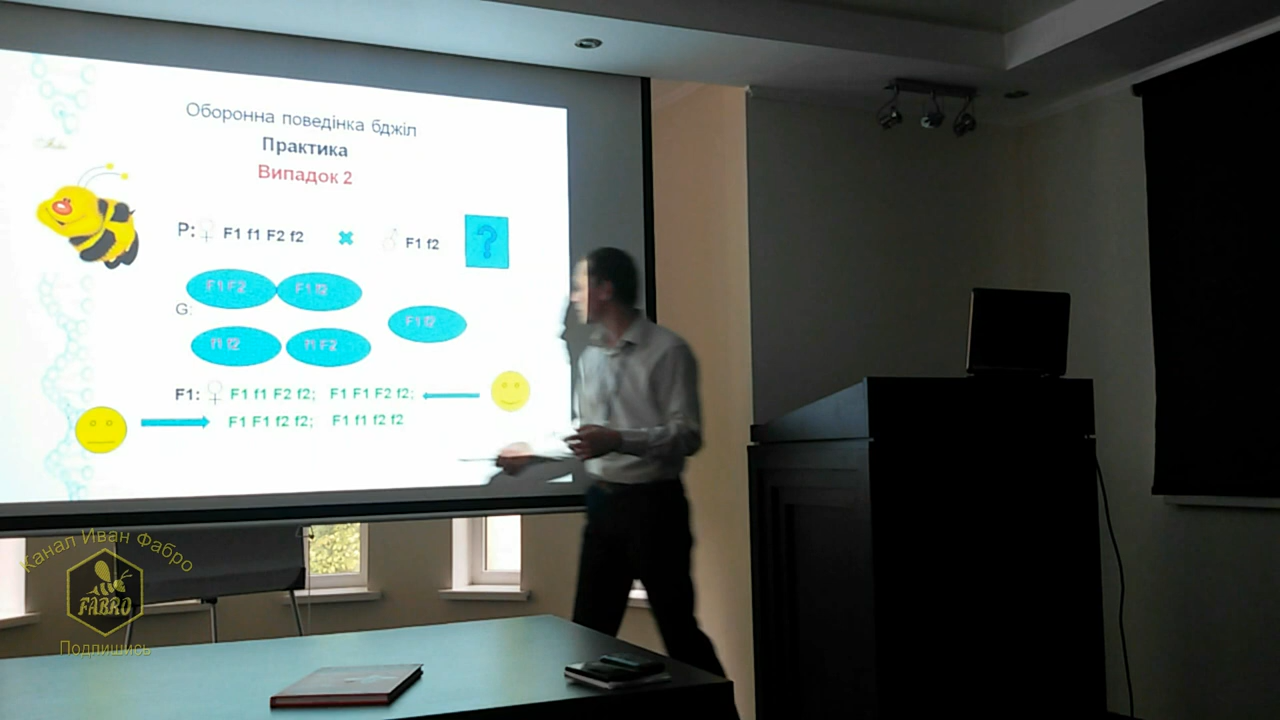 Оборонна поведінка бджіл
Практика
Випадок 2
P: ♀ F1 f1 F2 f2 × ♂ F1 f2 ?
F1 F2 F1 f2
G: F1 f2
f1 f2 f1 F2
F1: ♀ F1 f1 F2 f2; F1 F1 F2 f2;
F1 F1 f2 f2; F1 f1 f2 f2
Канал Иван Фабро
FABRO
Подпишись